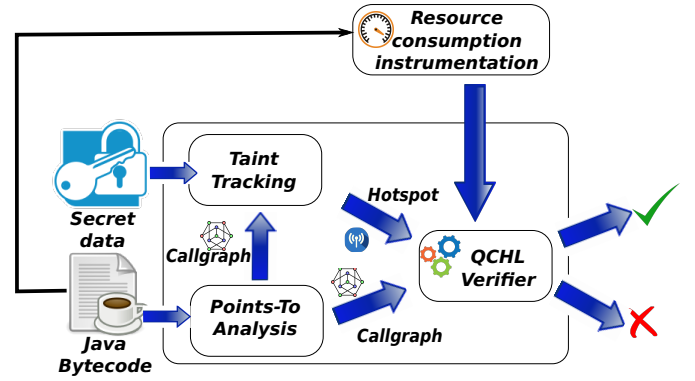 Resource
consumption
instrumentation
Taint
Tracking
Secret
data
Hotspot
Callgraph
QCHL
Verifier
Points-To
Analysis
Callgraph
Java
Bytecode